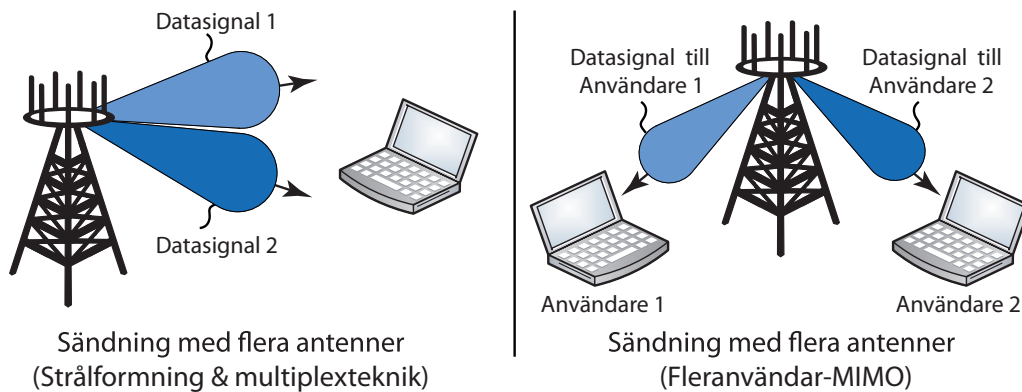 Datasignal 1
Datasignal 2
Sändning med flera antenner
(Strålformning & multiplexteknik)
Datasignal till
Användare 1
Datasignal till
Användare 2
Användare 1
Användare 2
Sändning med flera antenner
(Fleranvändar-MIMO)